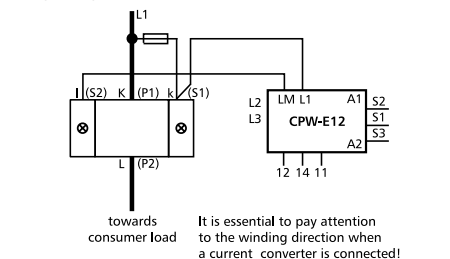 L1
l (S2) K (P1) k (S1)
L2
L3
LM L1 A1
CPW-E12
A2
S2
S1
S3
L (P2)
12 14 11
towards
consumer load
It is essential to pay attention
to the winding direction when
a current converter is connected!